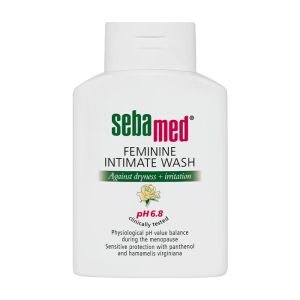 sebamed®
FEMININE
INTIMATE WASH
Against dryness + irritation
pH 6.8
clinically tested
Physiological pH value balance
during the menopause
Sensitive protection with panthenol
and hamamelis virginiana